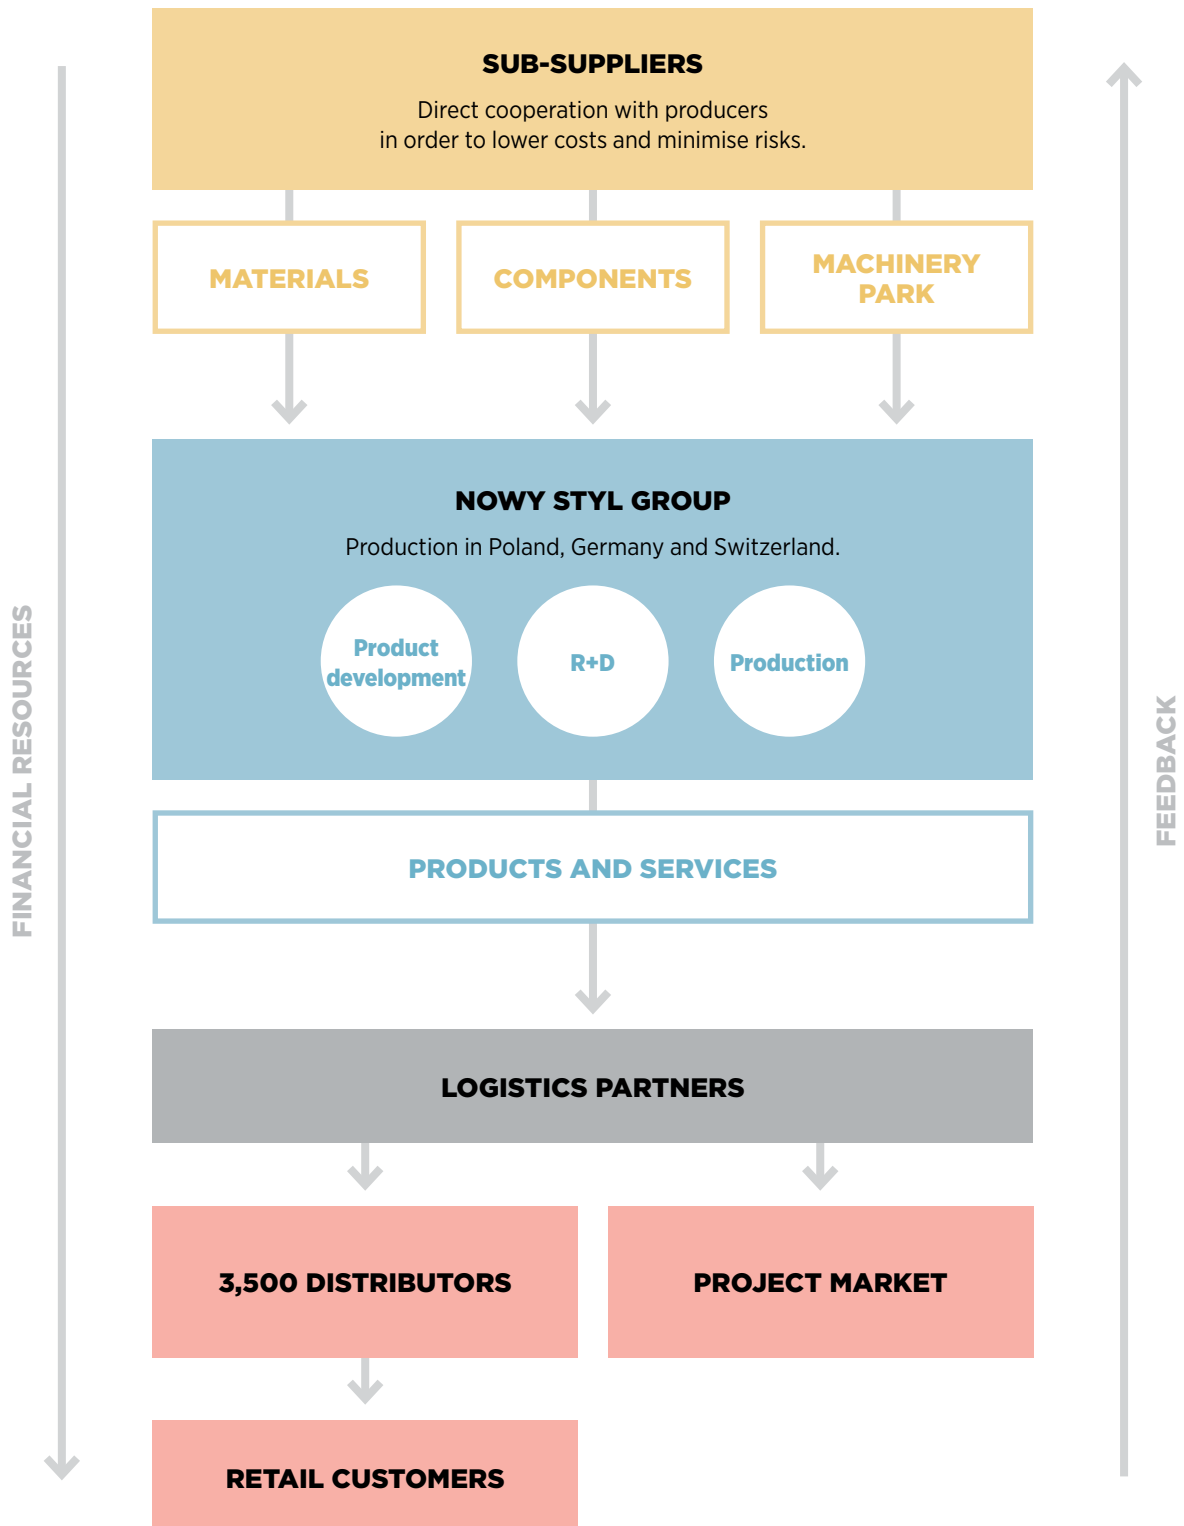 SUB-SUPPLIERS
Direct cooperation with producers
in order to lower costs and minimise risks.
MATERIALS
COMPONENTS
MACHINERY
PARK
NOWY STYL GROUP
Production in Poland, Germany and Switzerland.
Product
development
R+D
Production
PRODUCTS AND SERVICES
FINANCIAL RESOURCES
FEEDBACK
LOGISTICS PARTNERS
3,500 DISTRIBUTORS
PROJECT MARKET
RETAIL CUSTOMERS